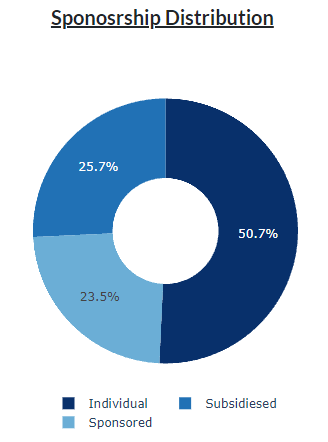 Sponosrship Distribution
25.7%
50.7%
23.5%
Individual
Subsidiesed
Sponsored